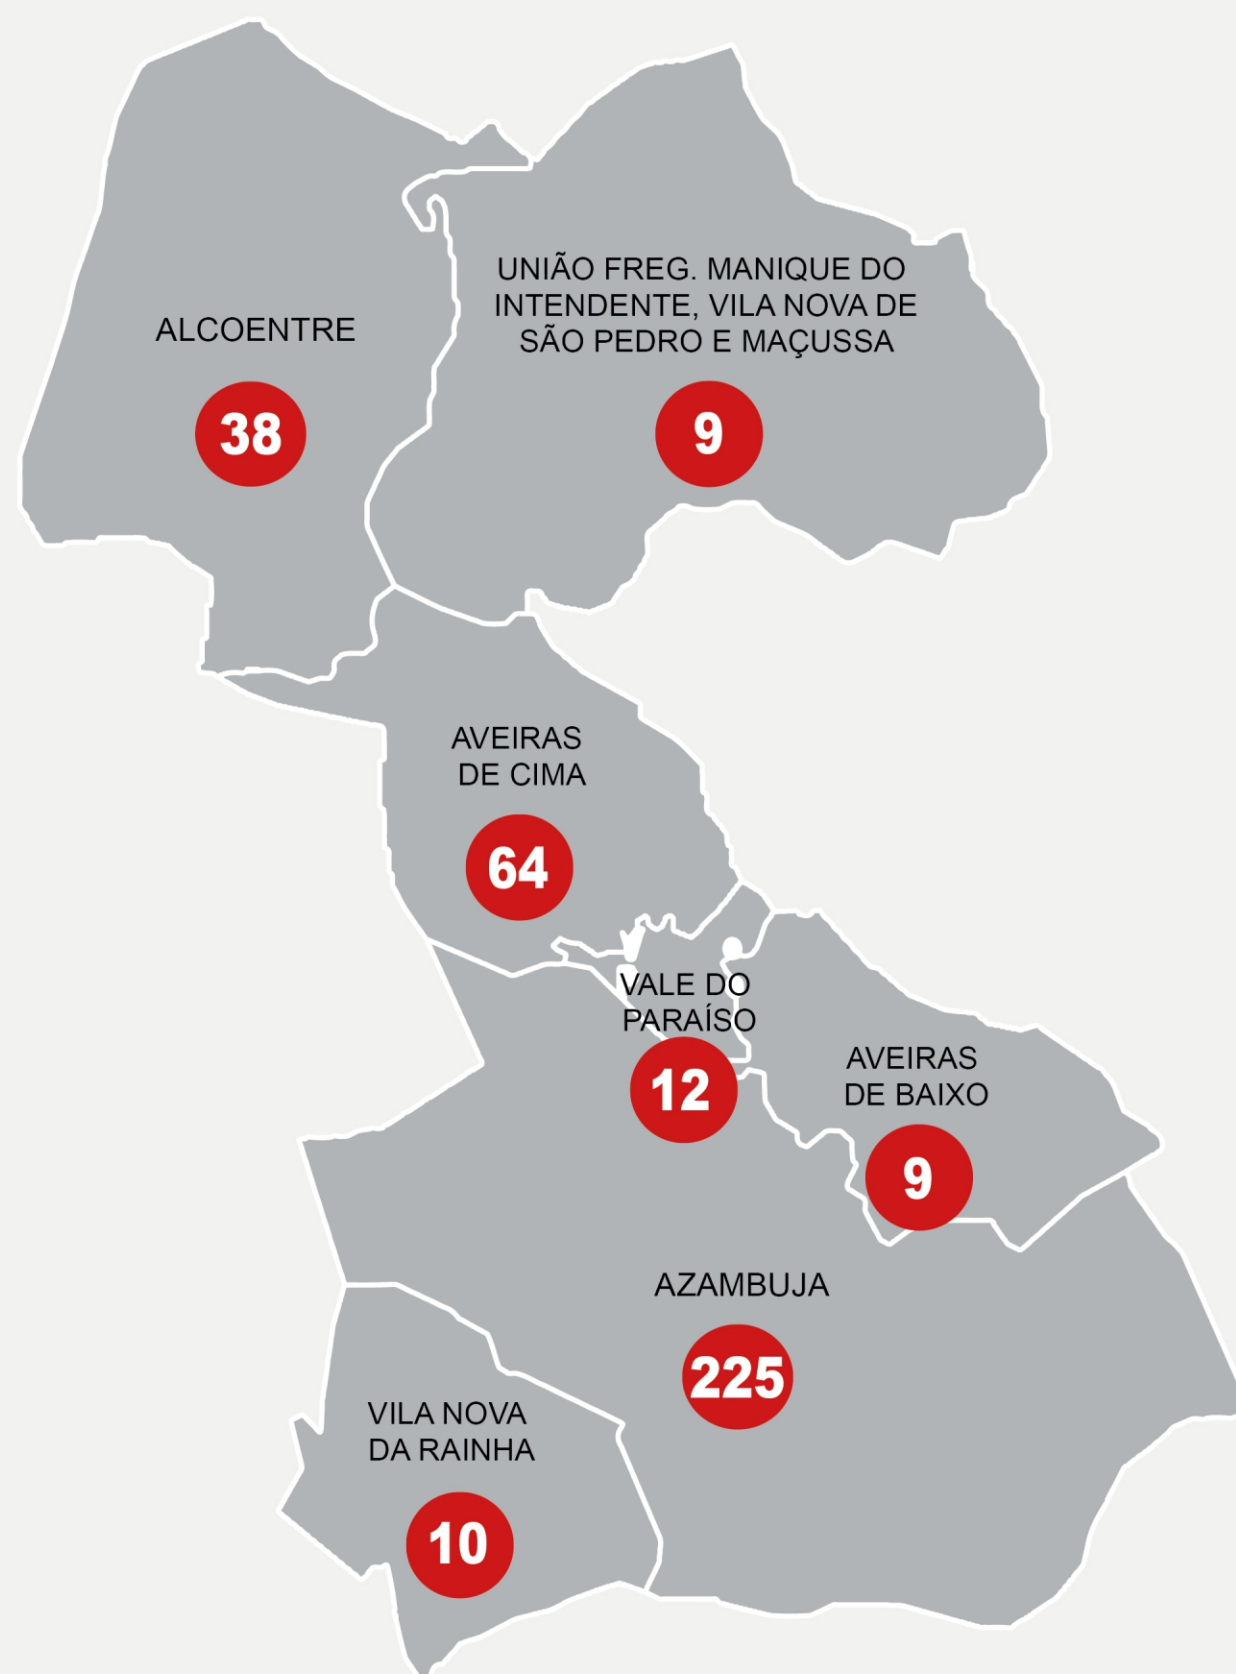 ALCOENTRE
38
UNIÃO FREG. MANIQUE DO
INTENDENTE, VILA NOVA DE
SÃO PEDRO E MAÇUSSA
9
AVEIRAS
DE CIMA
64
VALE DO
PARAÍSO
12
AVEIRAS
DE BAIXO
9
AZAMBUJA
225
VILA NOVA
DA RAINHA
10